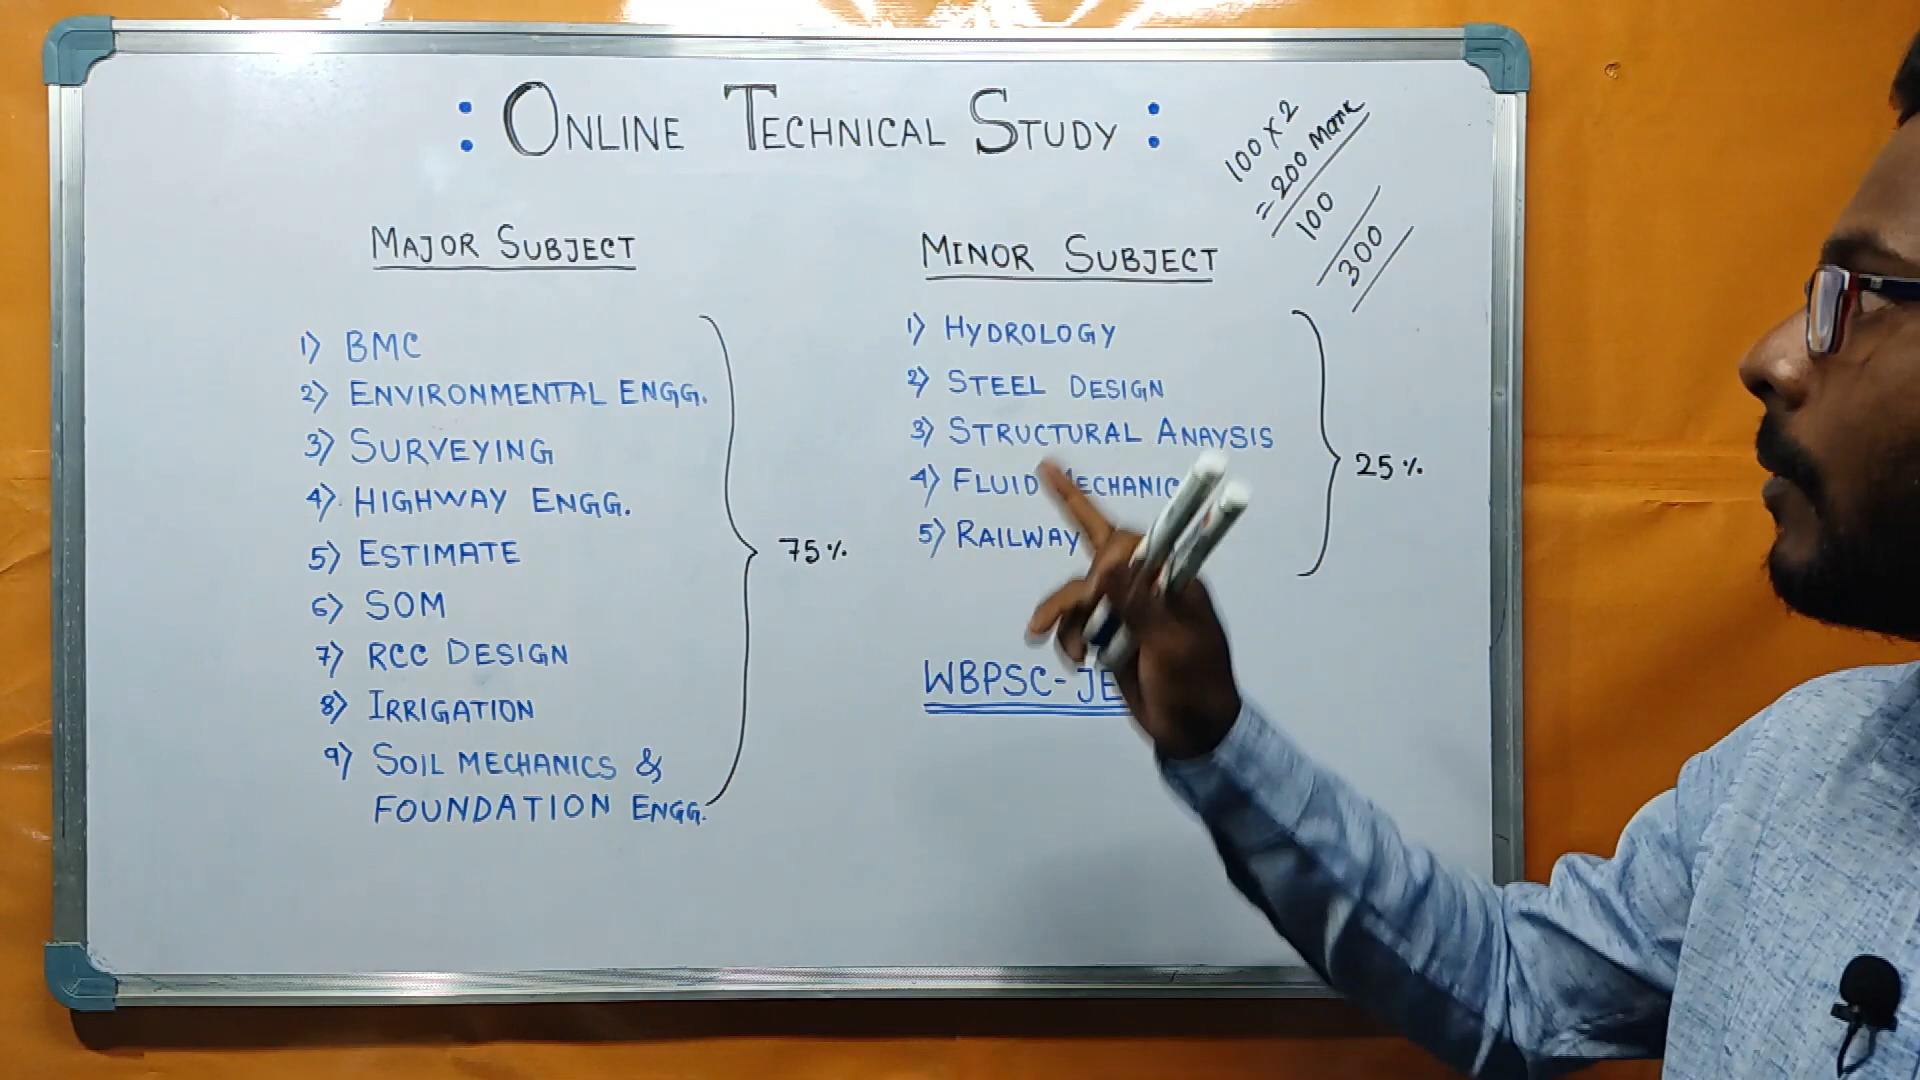 : ONLINE TECHNICAL STUDY :
100 X 2
= 200 Mark
100
300
MAJOR SUBJECT
1) BMC
2) ENVIRONMENTAL ENGG.
3) SURVEYING
4) HIGHWAY ENGG.
5) ESTIMATE
6) SOM
7) RCC DESIGN
8) IRRIGATION
9) SOIL MECHANICS &
FOUNDATION ENGG.
75%
MINOR SUBJECT
1) HYDROLOGY
2) STEEL DESIGN
3) STRUCTURAL ANAYSIS
4) FLUID
5) RAILWAY
25%
WBPSC-JE